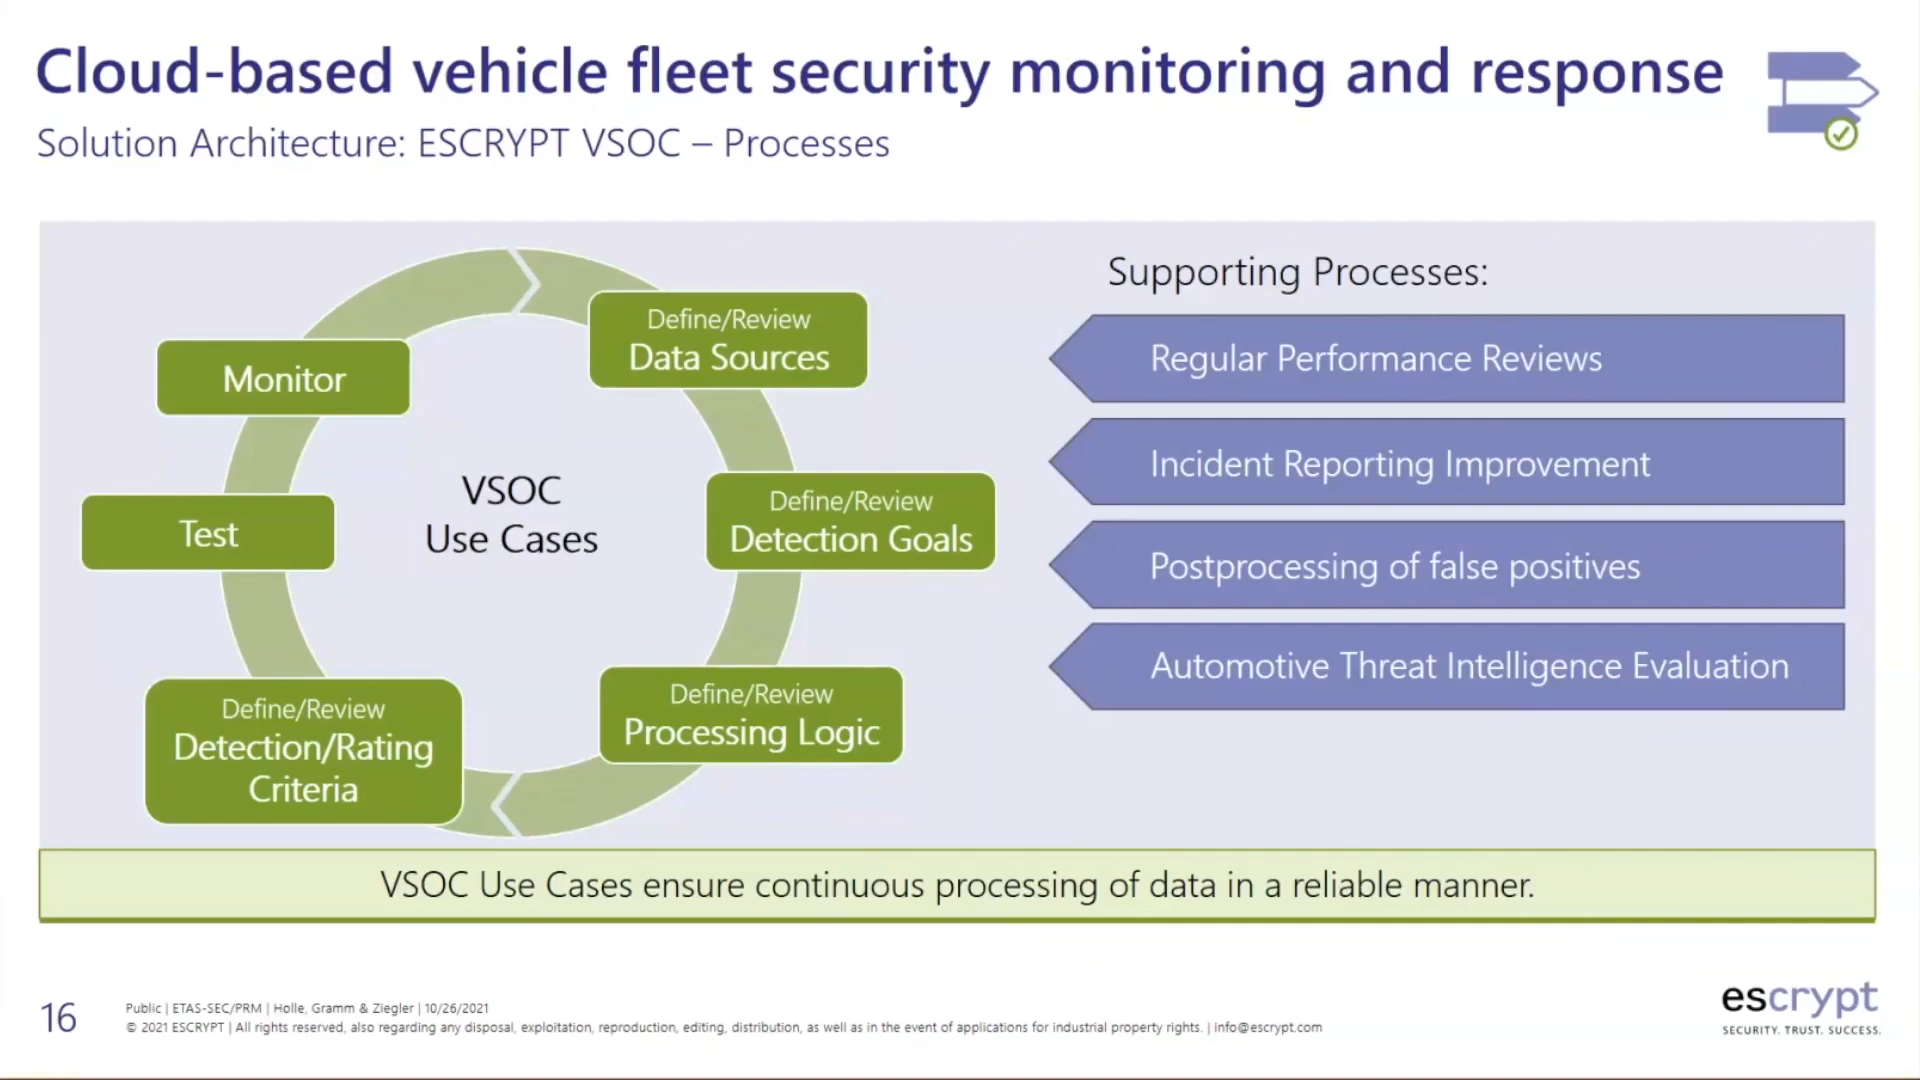 Cloud-based vehicle fleet security monitoring and response
Solution Architecture: ESCRYPT VSOC – Processes
Define/Review
Data Sources
Define/Review
Detection Goals
Define/Review
Processing Logic
Define/Review
Detection/Rating
Criteria
Test
Monitor
VSOC
Use Cases
Supporting Processes:
Regular Performance Reviews
Incident Reporting Improvement
Postprocessing of false positives
Automotive Threat Intelligence Evaluation
VSOC Use Cases ensure continuous processing of data in a reliable manner.
16
Public | ETAS-SEC/PRM | Holle, Gramm & Ziegler | 10/26/2021
© 2021 ESCRYPT | All rights reserved, also regarding any disposal, exploitation, reproduction, editing, distribution, as well as in the event of applications for industrial property rights. | info@escrypt.com
escrypt
SECURITY. TRUST. SUCCESS.